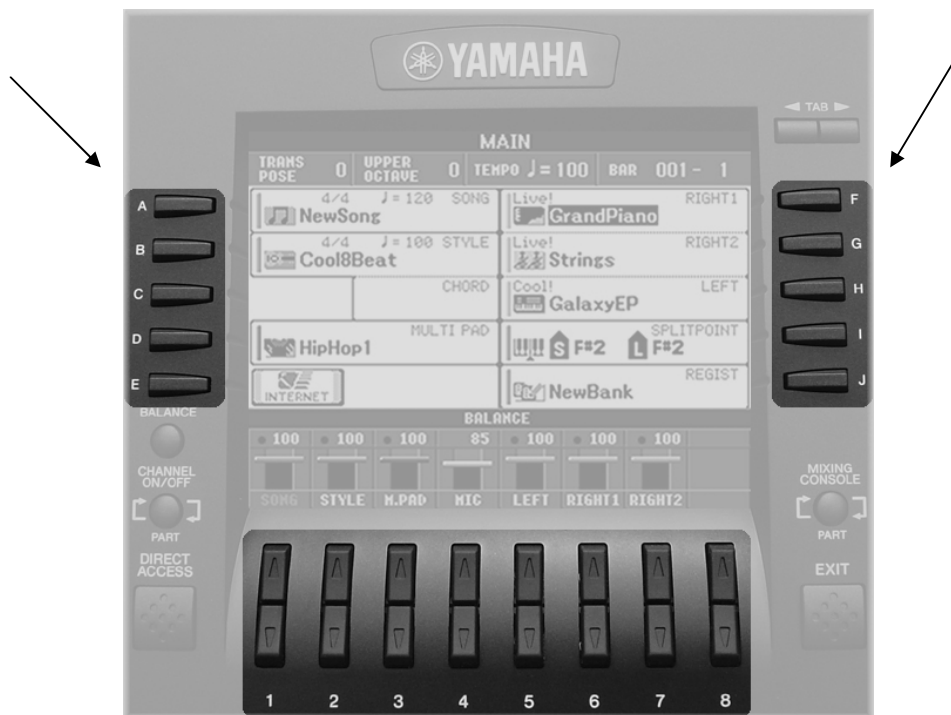 YAMAHA
◄ TAB ►
MAIN
TRANS POSE 0 UPPER OCTAVE 0 TEMPO ♩= 100 BAR 001 - 1
A
4/4 ♩= 120 SONG
NewSong
Live! RIGHT1
GrandPiano
F
B
4/4 ♩= 100 STYLE
Cool8Beat
Live! RIGHT2
Strings
G
C
CHORD
Cool! LEFT
GalaxyEP
H
D
MULTI PAD
HipHop1
SPLITPOINT
S F#2 L F#2
I
E
INTERNET
REGIST
NewBank
J
BALANCE
BALANCE
100 100 100 85 100 100 100
SONG STYLE M.PAD MIC LEFT RIGHT1 RIGHT2
CHANNEL
ON/OFF
PART
MIXING
CONSOLE
PART
DIRECT
ACCESS
EXIT
1 2 3 4 5 6 7 8